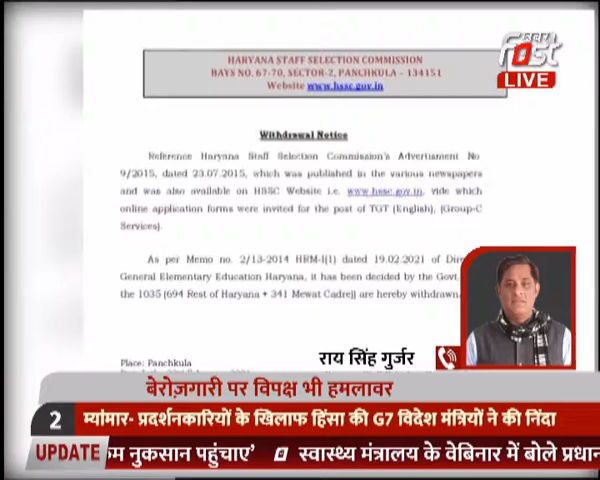 खबर
fast
LIVE
HARYANA STAFF SELECTION COMMISSION
BAYS NO. 67-70, SECTOR-2, PANCHKULA – 134151
Website www.hssc.gov.in
Withdrawal Notice
Reference Haryana Staff Selection Commission's Advertisment No
9/2015, dated 23.07.2015, which was published in the various newspapers
and was also available on HSSC Website i.e. www.hssc.gov.in, vide which
online application forms were invited for the post of TGT (English), (Group-C
Services).
As per Memo no. 2/13-2014 HRM-I(1) dated 19.02.2021 of
General Elementary Education Haryana, it has been decided by the Govt.
the 1035 (694 Rest of Haryana + 341 Mewat Cadre)] are hereby withdrawn.
Place: Panchkula
राय सिंह गुर्जर
बेरोज़गारी पर विपक्ष भी हमलावर
2 म्यांमार- प्रदर्शनकारियों के खिलाफ हिंसा की G7 विदेश मंत्रियों ने की निंदा
UPDATE नुकसान पहुंचाए’ स्वास्थ्य मंत्रालय के वेबिनार में बोले